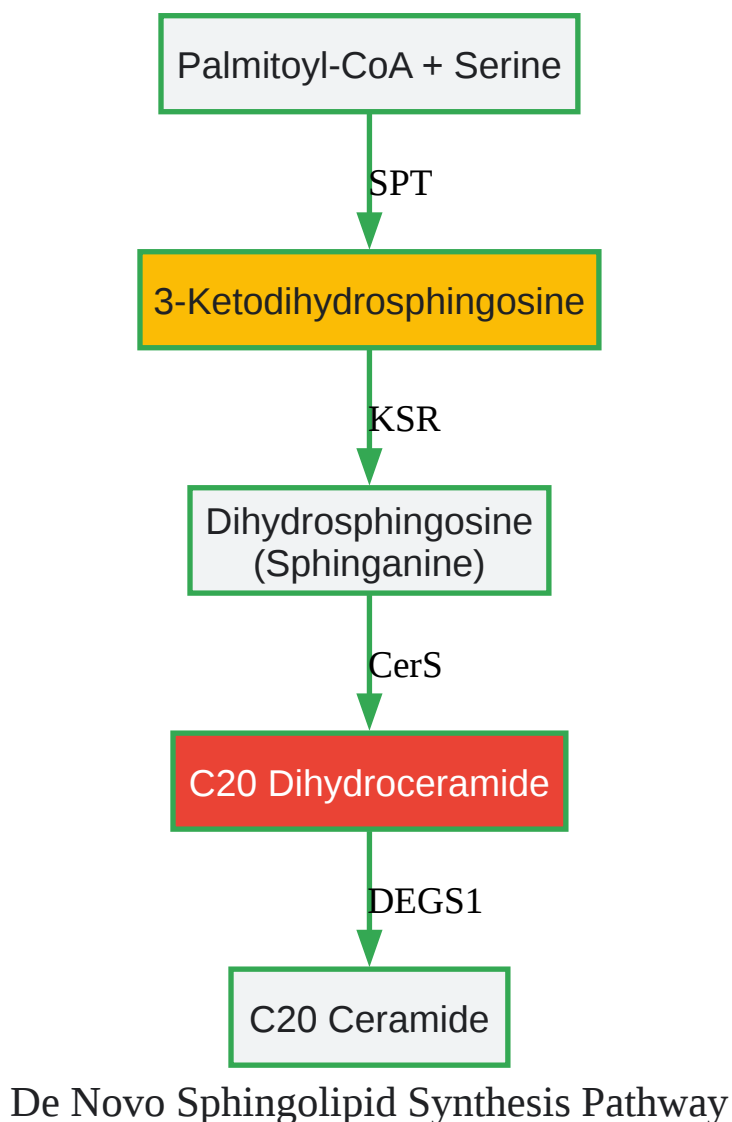 Palmitoyl-CoA + Serine
SPT
3-Ketodihydrosphingosine
KSR
Dihydrosphingosine
(Sphinganine)
CerS
C20 Dihydroceramide
DEGS1
C20 Ceramide
De Novo Sphingolipid Synthesis Pathway